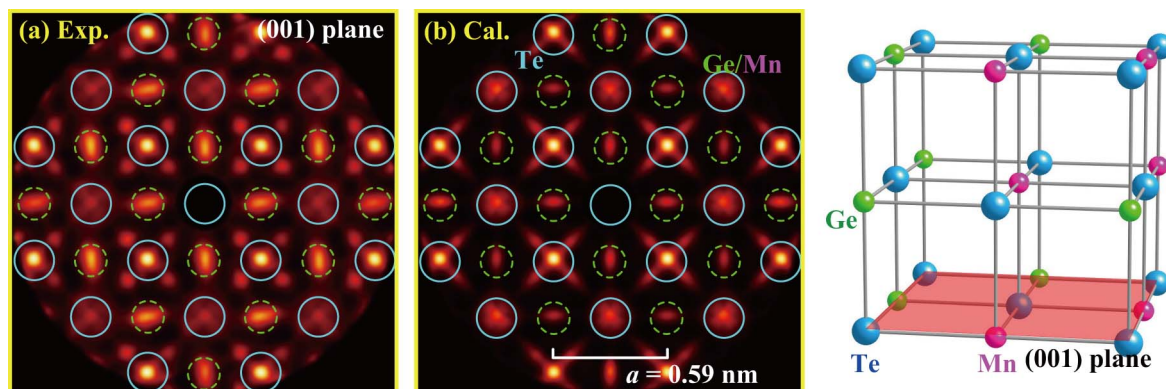 (a) Exp.
(001) plane
(b) Cal.
Te
Ge/Mn
a = 0.59 nm
Ge
Te
Mn
(001) plane